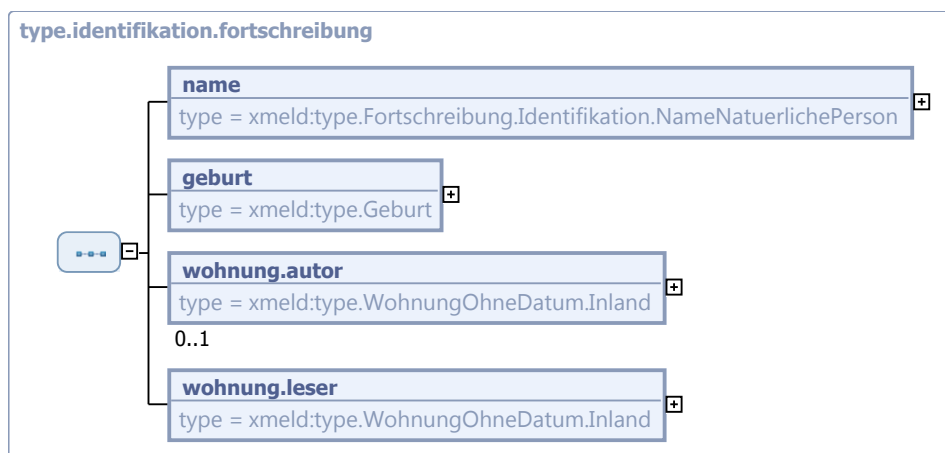 type.identifikation.fortschreibung
name
type = xmeld:type.Fortschreibung.Identifikation.NameNatuerlichePerson
geburt
type = xmeld:type.Geburt
wohnung.autor
type = xmeld:type.WohnungOhneDatum.Inland
0..1
wohnung.leser
type = xmeld:type.WohnungOhneDatum.Inland